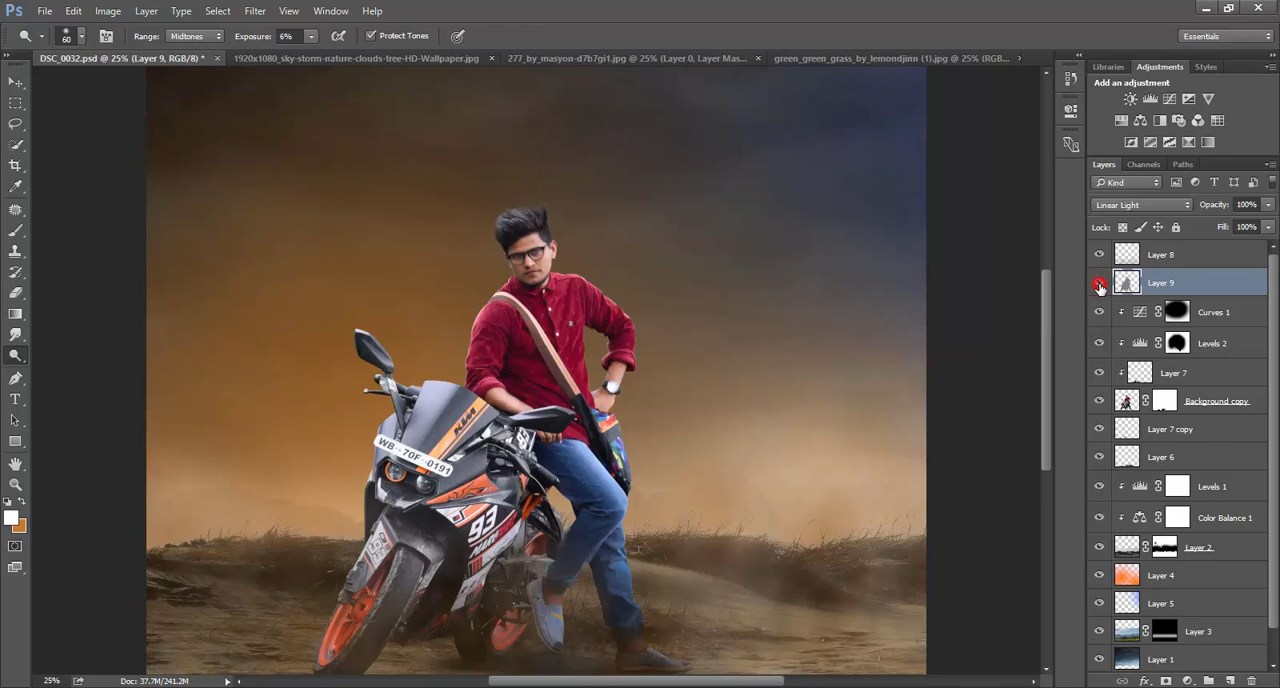 Ps File Edit Image Layer Type Select Filter View Window Help
60 Range: Midtones Exposure: 6% Protect Tones Essentials
DSC_0032.psd @ 25% (Layer 9, RGB/8) * × 1920x1080_sky-storm-nature-clouds-tree-HD-Wallpaper.jpg × 277_by_masyon-d7b7gi1.jpg @ 25% (Layer 0, Layer Mas... × green_green_grass_by_lemondjinn (1).jpg @ 25% (RGB...
Libraries Adjustments Styles
Add an adjustment
Layers Channels Paths
Kind
Linear Light Opacity: 100%
Lock: Fill: 100%
Layer 8
Layer 9
Curves 1
Levels 2
Layer 7
Background copy
Layer 7 copy
Layer 6
Levels 1
Color Balance 1
Layer 2
Layer 4
Layer 5
Layer 3
Layer 1
KTM
WB-70F-0191
93
25% Doc: 37.7M/241.2M